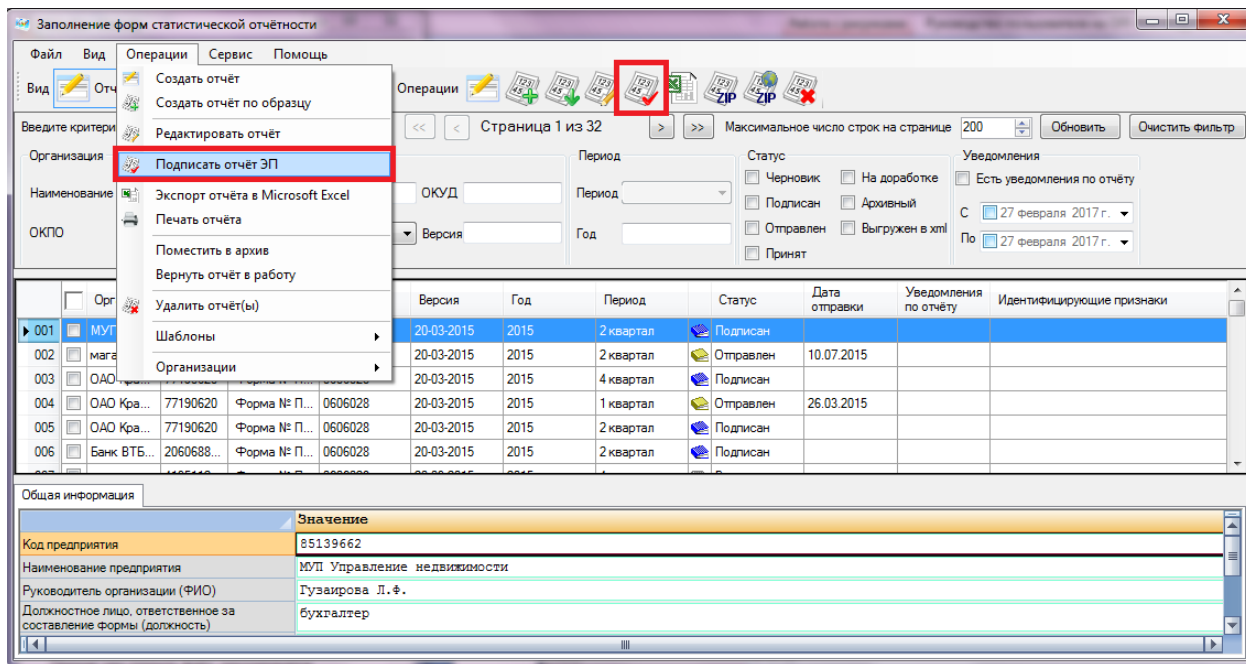 Заполнение форм статистической отчётности
Файл Вид Операции Сервис Помощь
Вид Отч Операции ZIP ZIP
Создать отчёт
Создать отчёт по образцу
Редактировать отчёт
Подписать отчёт ЭП
Экспорт отчёта в Microsoft Excel
Печать отчёта
Поместить в архив
Вернуть отчёт в работу
Удалить отчёт(ы)
Шаблоны
Организации
Введите критери << < Страница 1 из 32 > >> Максимальное число строк на странице 200 Обновить Очистить фильтр
Организация Период Статус Уведомления
Наименование ОКУД Период Черновик На доработке Есть уведомления по отчёту
Подписан Архивный С 27 февраля 2017 г.
ОКПО Версия Год Отправлен Выгружен в xml По 27 февраля 2017 г.
Принят
Орг Версия Год Период Статус Дата отправки Уведомления по отчёту Идентифицирующие признаки
001 МУП 20-03-2015 2015 2 квартал Подписан
002 мага 20-03-2015 2015 2 квартал Отправлен 10.07.2015
003 ОАО 20-03-2015 2015 4 квартал Подписан
004 ОАО Кра... 77190620 Форма № П... 0606028 20-03-2015 2015 1 квартал Отправлен 26.03.2015
005 ОАО Кра... 77190620 Форма № П... 0606028 20-03-2015 2015 2 квартал Подписан
006 Банк ВТБ... 2060688... Форма № П... 0606028 20-03-2015 2015 2 квартал Подписан
Общая информация
Значение
Код предприятия 85139662
Наименование предприятия МУП Управление недвижимости
Руководитель организации (ФИО) Гузаирова Л.Ф.
Должностное лицо, ответственное за бухгалтер
составление формы (должность)